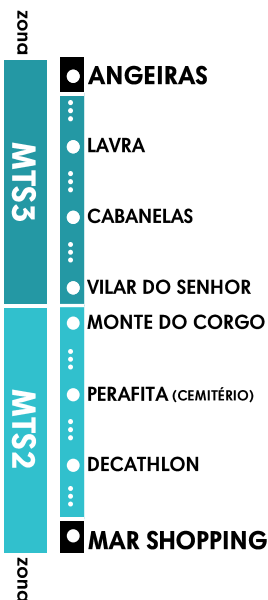 zona
ANGEIRAS
LAVRA
MTS3
CABANELAS
VILAR DO SENHOR
MONTE DO CORGO
PERAFITA (CEMITÉRIO)
MTS2
DECATHLON
MAR SHOPPING
zona